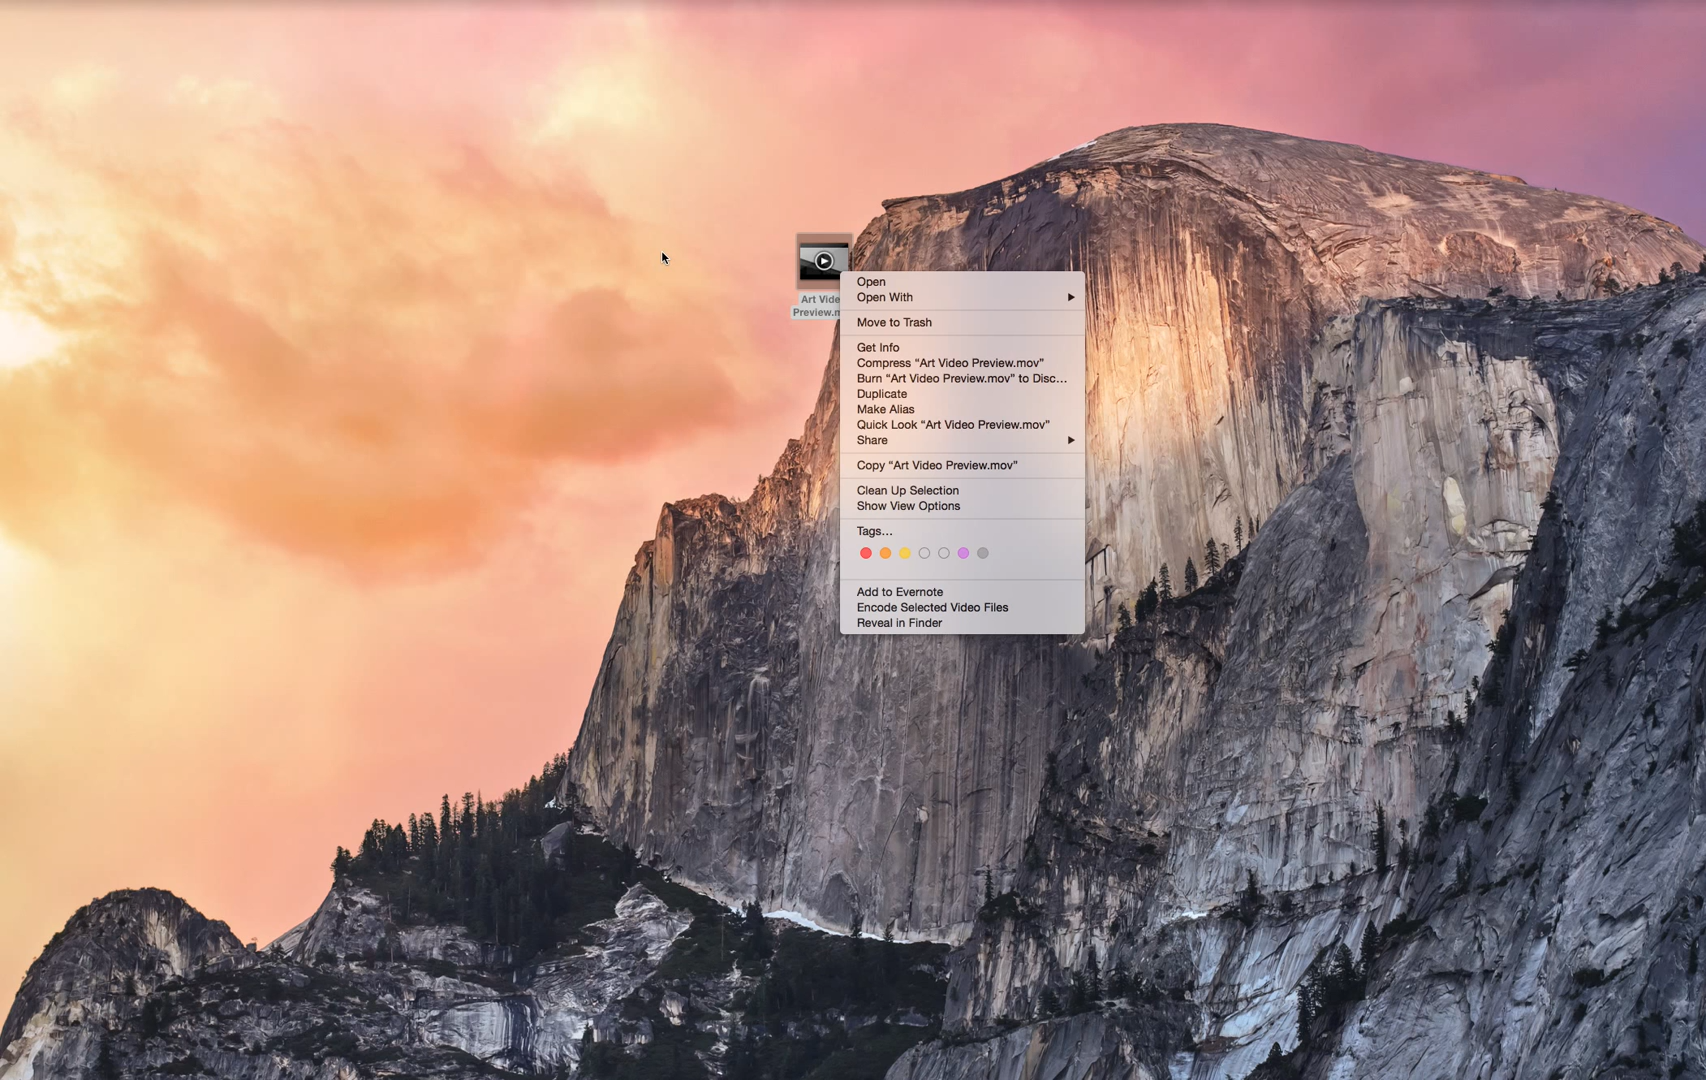 Art Vide
Preview.m
Open
Open With
Move to Trash
Get Info
Compress “Art Video Preview.mov”
Burn “Art Video Preview.mov” to Disc...
Duplicate
Make Alias
Quick Look “Art Video Preview.mov”
Share
Copy “Art Video Preview.mov”
Clean Up Selection
Show View Options
Tags...
Add to Evernote
Encode Selected Video Files
Reveal in Finder